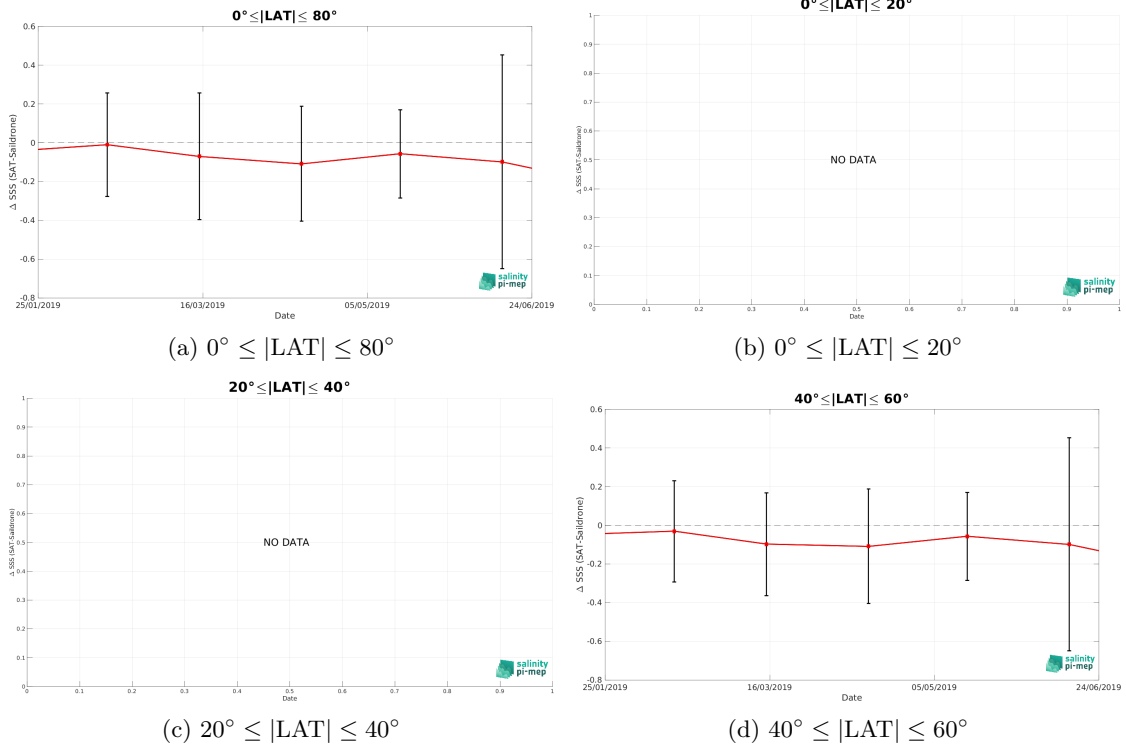 0°≤|LAT|≤ 80°
0.6
0.4
0.2
0
-0.2
-0.4
-0.6
-0.8
Δ SSS (SAT-Saildrone)
25/01/2019 16/03/2019 05/05/2019 24/06/2019
Date
salinity
pi-mep
(a) 0° ≤ |LAT| ≤ 80°
0°≤|LAT|≤ 20°
1
0.9
0.8
0.7
0.6
0.5
0.4
0.3
0.2
0.1
0
Δ SSS (SAT-Saildrone)
NO DATA
0 0.1 0.2 0.3 0.4 0.5 0.6 0.7 0.8 0.9 1
Date
salinity
pi-mep
(b) 0° ≤ |LAT| ≤ 20°
20°≤|LAT|≤ 40°
1
0.9
0.8
0.7
0.6
0.5
0.4
0.3
0.2
0.1
0
Δ SSS (SAT-Saildrone)
NO DATA
0 0.1 0.2 0.3 0.4 0.5 0.6 0.7 0.8 0.9 1
Date
salinity
pi-mep
(c) 20° ≤ |LAT| ≤ 40°
40°≤|LAT|≤ 60°
0.6
0.4
0.2
0
-0.2
-0.4
-0.6
-0.8
Δ SSS (SAT-Saildrone)
25/01/2019 16/03/2019 05/05/2019 24/06/2019
Date
salinity
pi-mep
(d) 40° ≤ |LAT| ≤ 60°